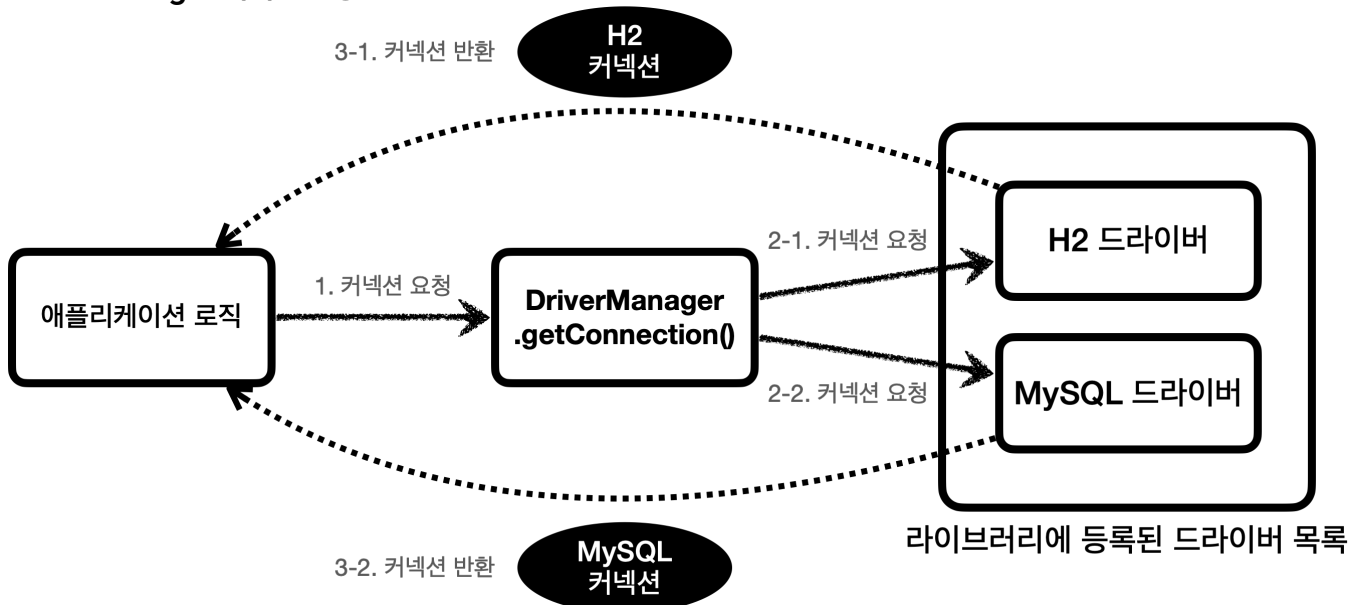 3-1. 커넥션 반환
H2
커넥션
2-1. 커넥션 요청
H2 드라이버
1. 커넥션 요청
애플리케이션 로직
DriverManager
.getConnection()
2-2. 커넥션 요청
MySQL 드라이버
라이브러리에 등록된 드라이버 목록
3-2. 커넥션 반환
MySQL
커넥션